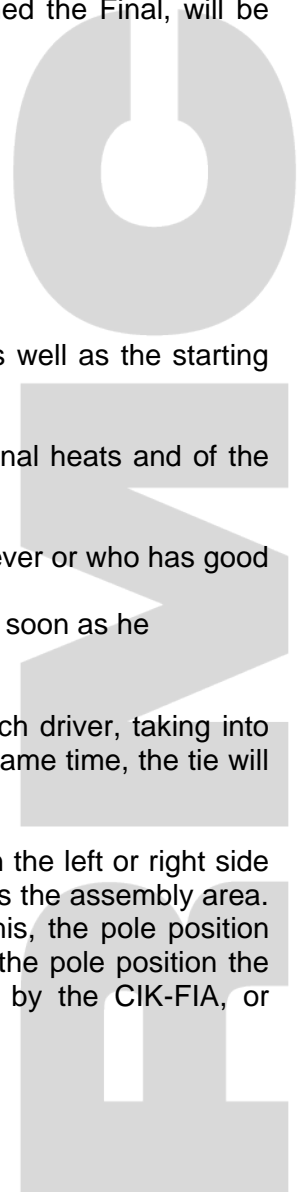 ed the Final, will be
s well as the starting
nal heats and of the
ever or who has good
soon as he
ch driver, taking into
ame time, the tie will
n the left or right side
s the assembly area.
his, the pole position
the pole position the
by the CIK-FIA, or
RMC